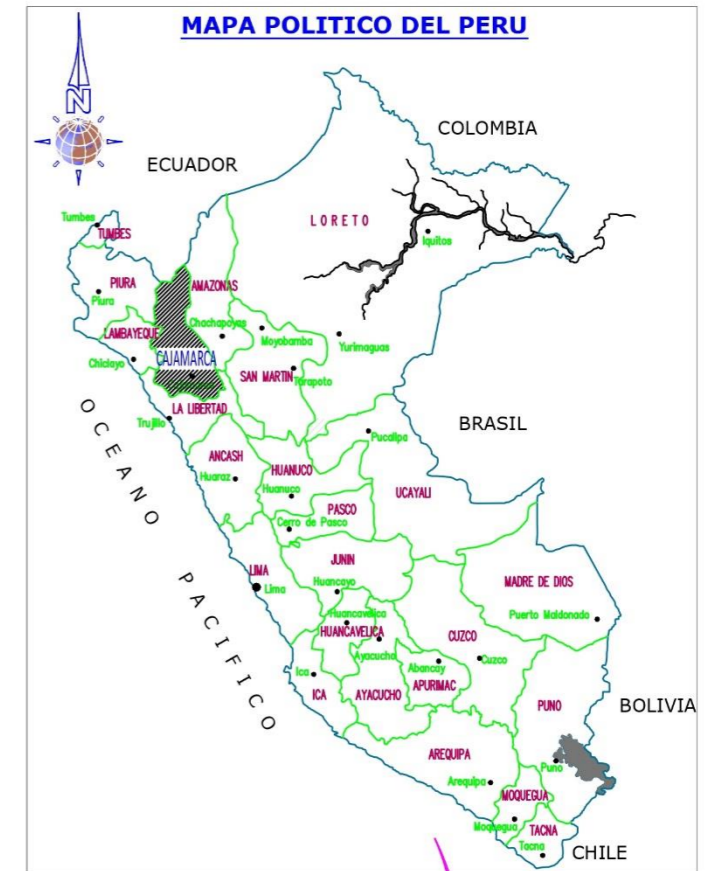 MAPA POLITICO DEL PERU
N
COLOMBIA
ECUADOR
LORETO
Tumbes
TUMBES
Iquitos
PIURA
AMAZONAS
Piura
LAMBAYEQUE
Chachapoyas
Moyobamba
Yurimaguas
Chiclayo
CAJAMARCA
SAN MARTIN
Tarapoto
LA LIBERTAD
Trujillo
BRASIL
Pucallpa
ANCASH
HUANUCO
Huaraz
Huanuco
UCAYALI
PASCO
Cerro de Pasco
OCEANO PACIFICO
JUNIN
LIMA
Lima
Huancayo
MADRE DE DIOS
Huancavelica
Puerto Maldonado
HUANCAVELICA
CUZCO
Ayacucho
Abancay
Cuzco
Ica
ICA
AYACUCHO
APURIMAC
PUNO
BOLIVIA
AREQUIPA
Puno
Arequipa
MOQUEGUA
Moquegua
TACNA
Tacna
CHILE